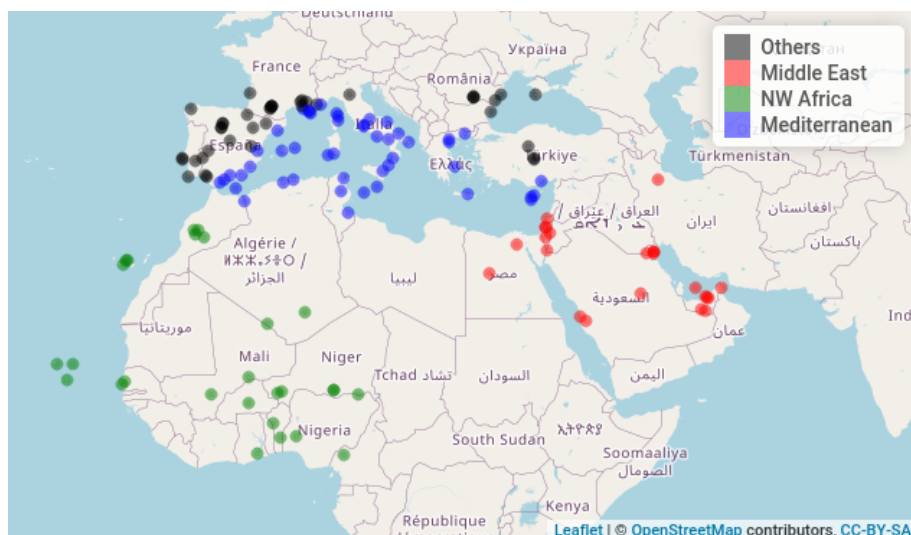 Deutschland
Україна
France
România
Italia
España
Ελλάς
Türkiye
Türkmenistan
Algérie /
ⵍⵣⵣⴰⵢⴻⵔ /
الجزائر
ليبيا
مصر
العراق / عێراق /
ایران
افغانستان
پاکستان
السعودية
عمان
موريتانيا
Mali
Niger
Tchad تشاد
السودان
اليمن
Nigeria
South Sudan
ኢትዮጵያ
Soomaaliya
الصومال
Kenya
République
Ind
Others
Middle East
NW Africa
Mediterranean
Leaflet | © OpenStreetMap contributors, CC-BY-SA